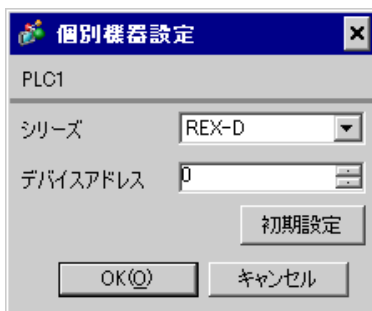 個別機器設定
PLC1
シリーズ REX-D
デバイスアドレス 0
初期設定
OK(O) キャンセル